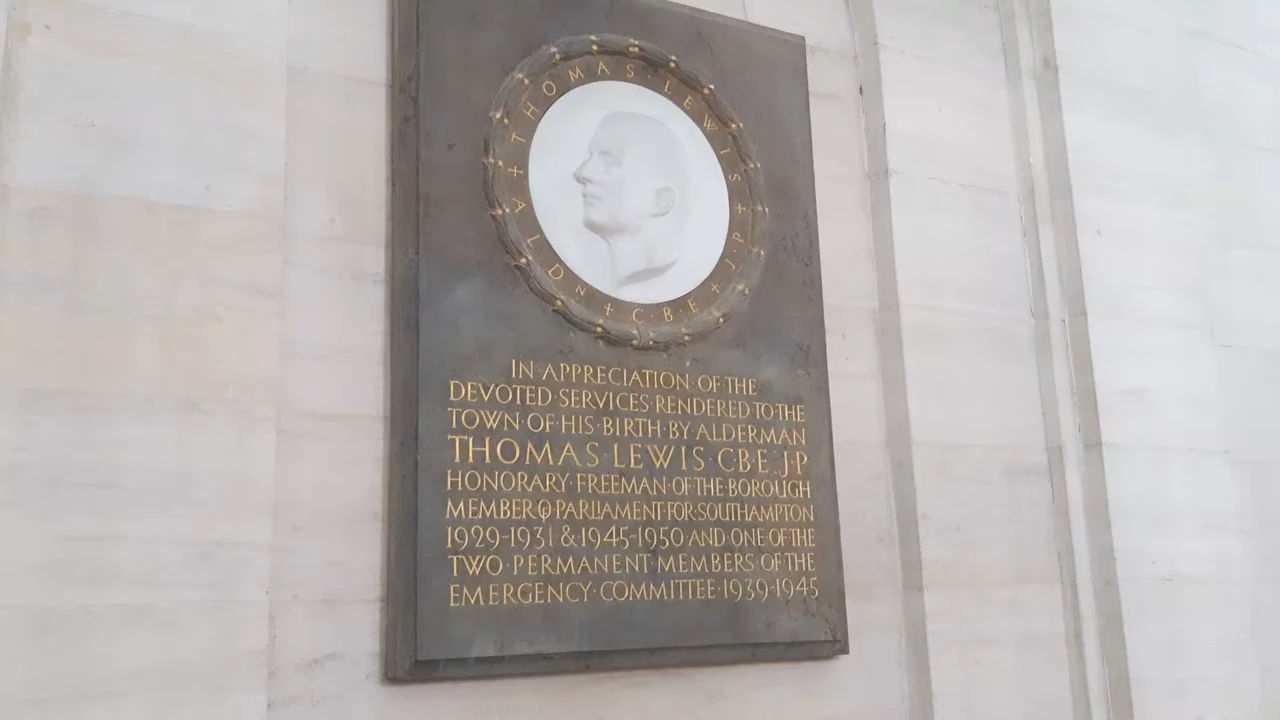 ALDN + THOMAS · LEWIS + J·P + C·B·E +
IN·APPRECIATION·OF·THE
DEVOTED·SERVICES·RENDERED·TO·THE
TOWN·OF·HIS·BIRTH·BY·ALDERMAN
THOMAS·LEWIS·C·B·E·J·P
HONORARY·FREEMAN·OF·THE·BOROUGH
MEMBER OF PARLIAMENT·FOR·SOUTHAMPTON
1929-1931 & 1945-1950 AND ONE OF THE
TWO·PERMANENT·MEMBERS OF THE
EMERGENCY·COMMITTEE·1939-1945